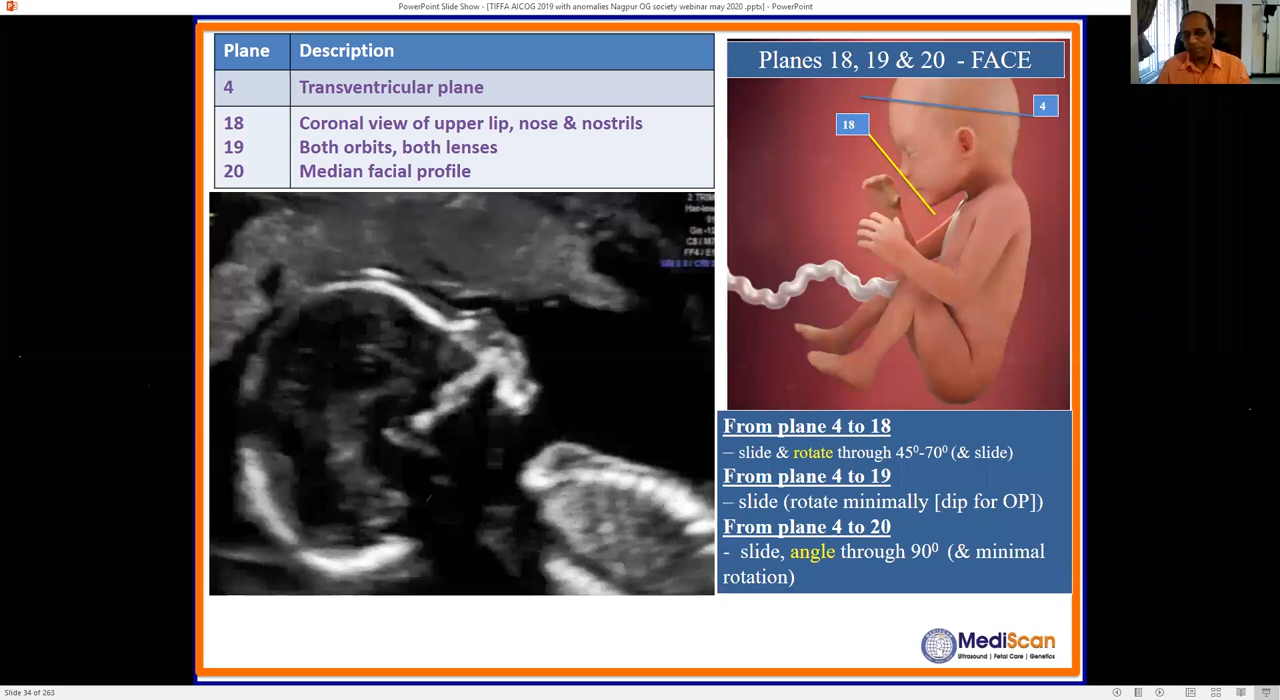 PowerPoint Slide Show - [TIFFA AICOG 2019 with anomalies Nagpur OG society webinar may 2020 .pptx] - PowerPoint
Plane Description
4 Transventricular plane
18 Coronal view of upper lip, nose & nostrils
19 Both orbits, both lenses
20 Median facial profile
Planes 18, 19 & 20 - FACE
4
18
From plane 4 to 18
– slide & rotate through 45⁰-70⁰ (& slide)
From plane 4 to 19
– slide (rotate minimally [dip for OP])
From plane 4 to 20
- slide, angle through 90⁰ (& minimal
rotation)
MediScan
Ultrasound | Fetal Care | Genetics
Slide 34 of 263